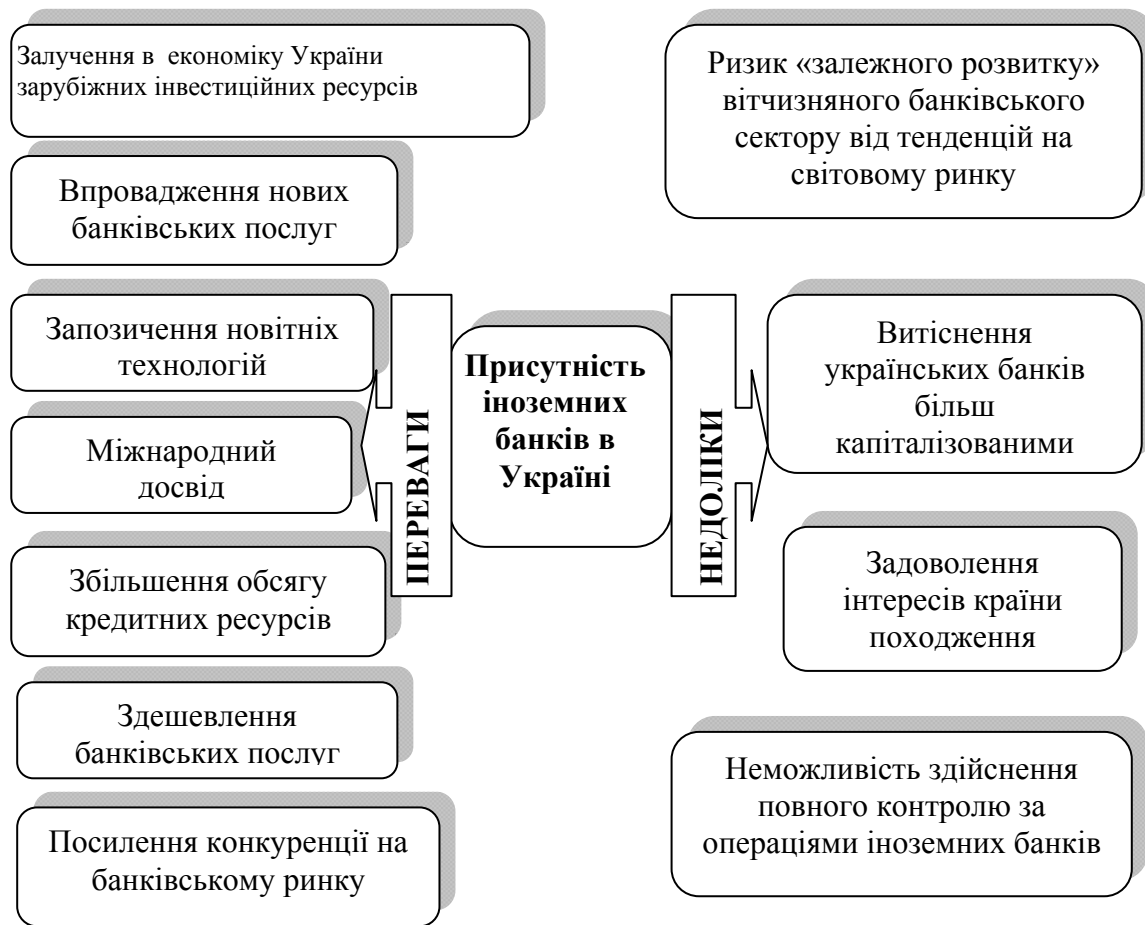 Залучення в економіку України
зарубіжних інвестиційних ресурсів
Впровадження нових
банківських послуг
Запозичення новітніх
технологій
Міжнародний
досвід
Збільшення обсягу
кредитних ресурсів
Здешевлення
банківських послуг
Посилення конкуренції на
банківському ринку
ПЕРЕВАГИ
Присутність
іноземних
банків в
Україні
НЕДОЛІКИ
Ризик «залежного розвитку»
вітчизняного банківського
сектору від тенденцій на
світовому ринку
Витіснення
українських банків
більш
капіталізованими
Задоволення
інтересів країни
походження
Неможливість здійснення
повного контролю за
операціями іноземних банків